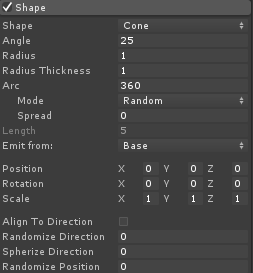 Shape
Shape Cone
Angle 25
Radius 1
Radius Thickness 1
Arc 360
Mode Random
Spread 0
Length 5
Emit from: Base
Position X 0 Y 0 Z 0
Rotation X 0 Y 0 Z 0
Scale X 1 Y 1 Z 1
Align To Direction
Randomize Direction 0
Spherize Direction 0
Randomize Position 0